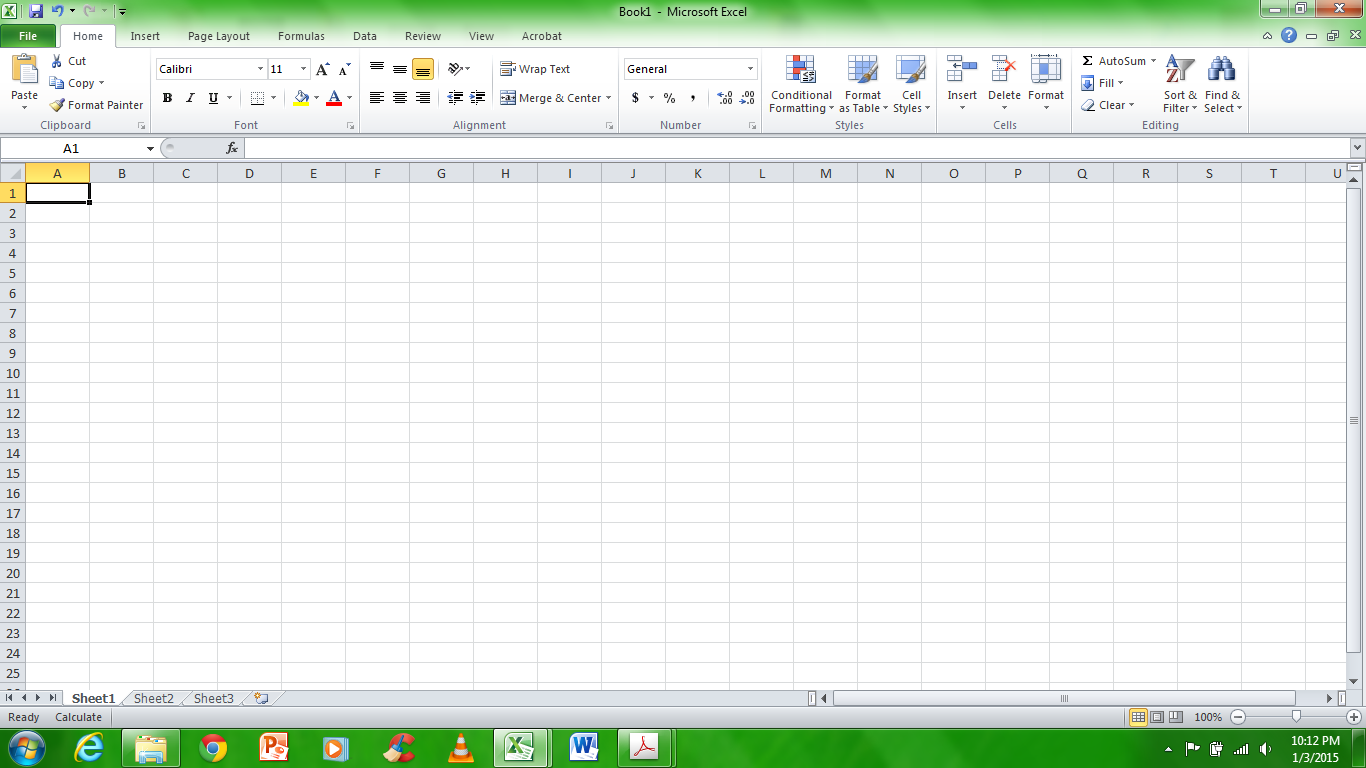 Book1 - Microsoft Excel
File Home Insert Page Layout Formulas Data Review View Acrobat
Paste
Cut
Copy
Format Painter
Clipboard
Calibri 11
B I U A
Font
Wrap Text
Merge & Center
Alignment
General
$ % , .00 .0
Number
Conditional Formatting
Format as Table
Cell Styles
Styles
Insert Delete Format
Cells
Σ AutoSum
Fill
Clear
Sort & Filter
Find & Select
Editing
A1 fx
A B C D E F G H I J K L M N O P Q R S T U
1
2
3
4
5
6
7
8
9
10
11
12
13
14
15
16
17
18
19
20
21
22
23
24
25
Sheet1 Sheet2 Sheet3
Ready Calculate 100%
10:12 PM
1/3/2015